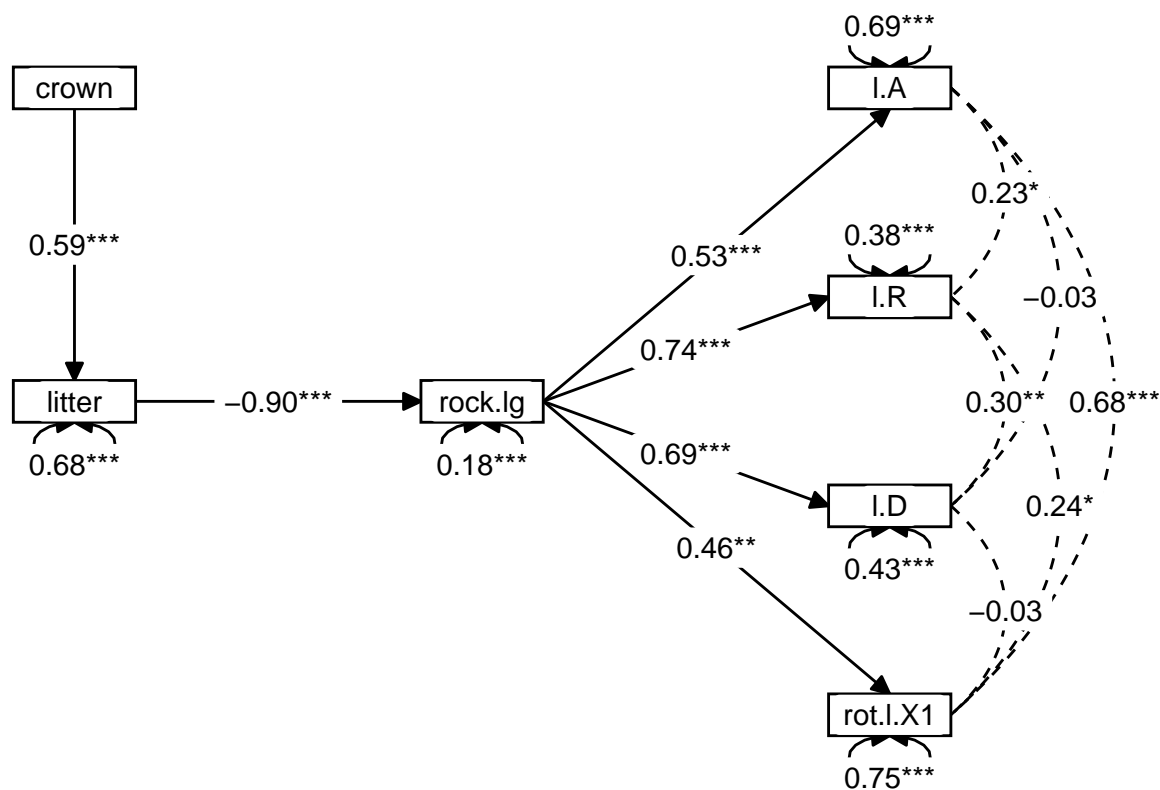 0.69***
crown
l.A
0.23*
0.59***
0.53***
0.38***
l.R
−0.03
0.74***
litter
−0.90***
rock.lg
0.30**
0.68***
0.68***
0.18***
0.69***
l.D
0.24*
0.46**
0.43***
−0.03
rot.l.X1
0.75***